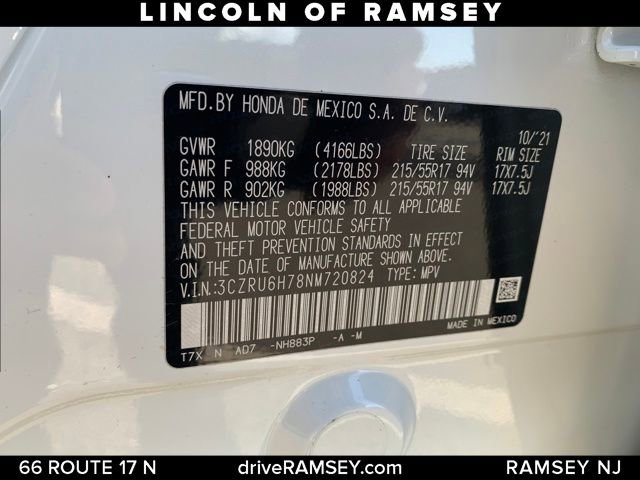 LINCOLN OF RAMSEY
MFD.BY HONDA DE MEXICO S.A. DE C.V.
10/'21
GVWR 1890KG (4166LBS) TIRE SIZE RIM SIZE
GAWR F 988KG (2178LBS) 215/55R17 94V 17X7.5J
GAWR R 902KG (1988LBS) 215/55R17 94V 17X7.5J
THIS VEHICLE CONFORMS TO ALL APPLICABLE
FEDERAL MOTOR VEHICLE SAFETY
AND THEFT PREVENTION STANDARDS IN EFFECT
ON THE DATE OF MANUFACTURE SHOWN ABOVE.
V.I.N:3CZRU6H78NM720824 TYPE: MPV
T7X N AD7 -NH883P -A -M
MADE IN MEXICO
66 ROUTE 17 N driveRAMSEY.com RAMSEY NJ